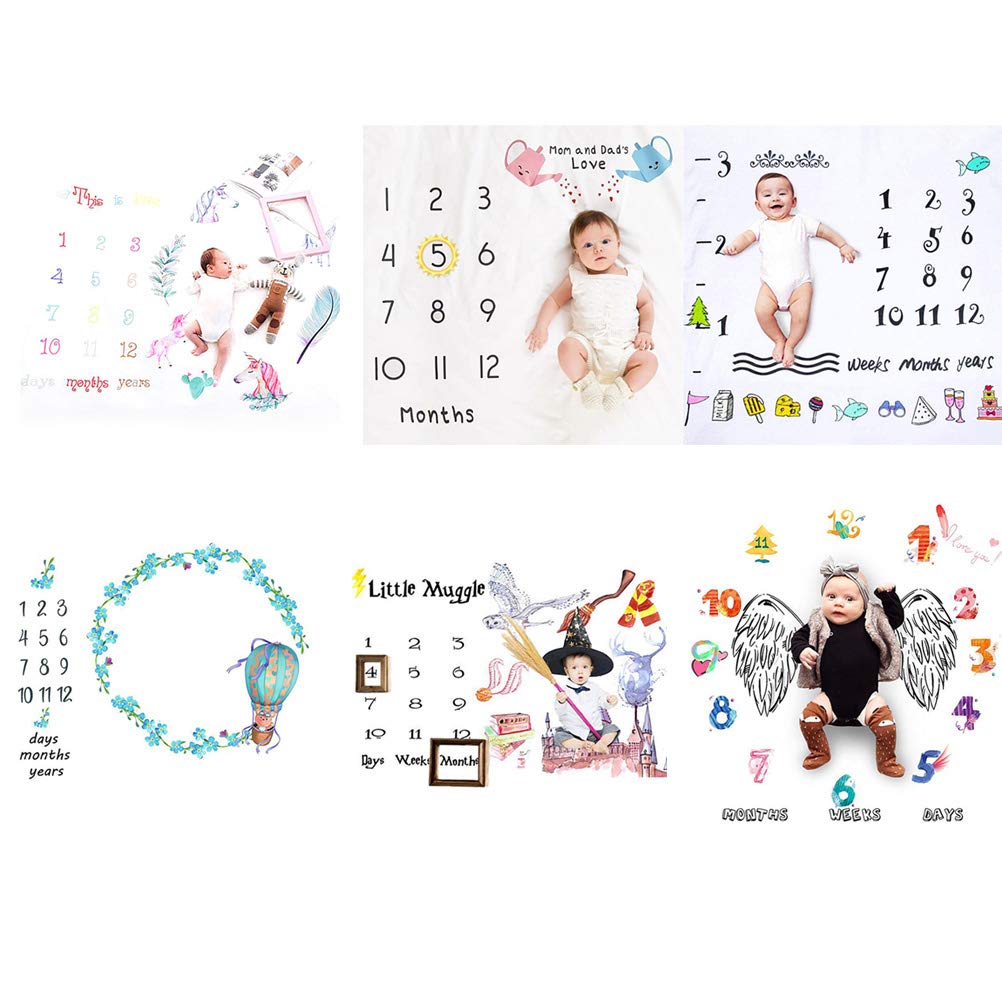 This is love
1 2 3
4 5 6
7 8 9
10 11 12
days months years
Mom and Dad's
Love
1 2 3
4 5 6
7 8 9
10 11 12
Months
3
2
1
1 2 3
4 5 6
7 8 9
10 11 12
weeks months years
MILK
1 2 3
4 5 6
7 8 9
10 11 12
days
months
years
Little Muggle
1 2 3
4 5 6
7 8 9
10 11 12
Days Weeks Months
12
11 1
love you!
10 2
9 3
8 4
7 5
6
MONTHS WEEKS DAYS